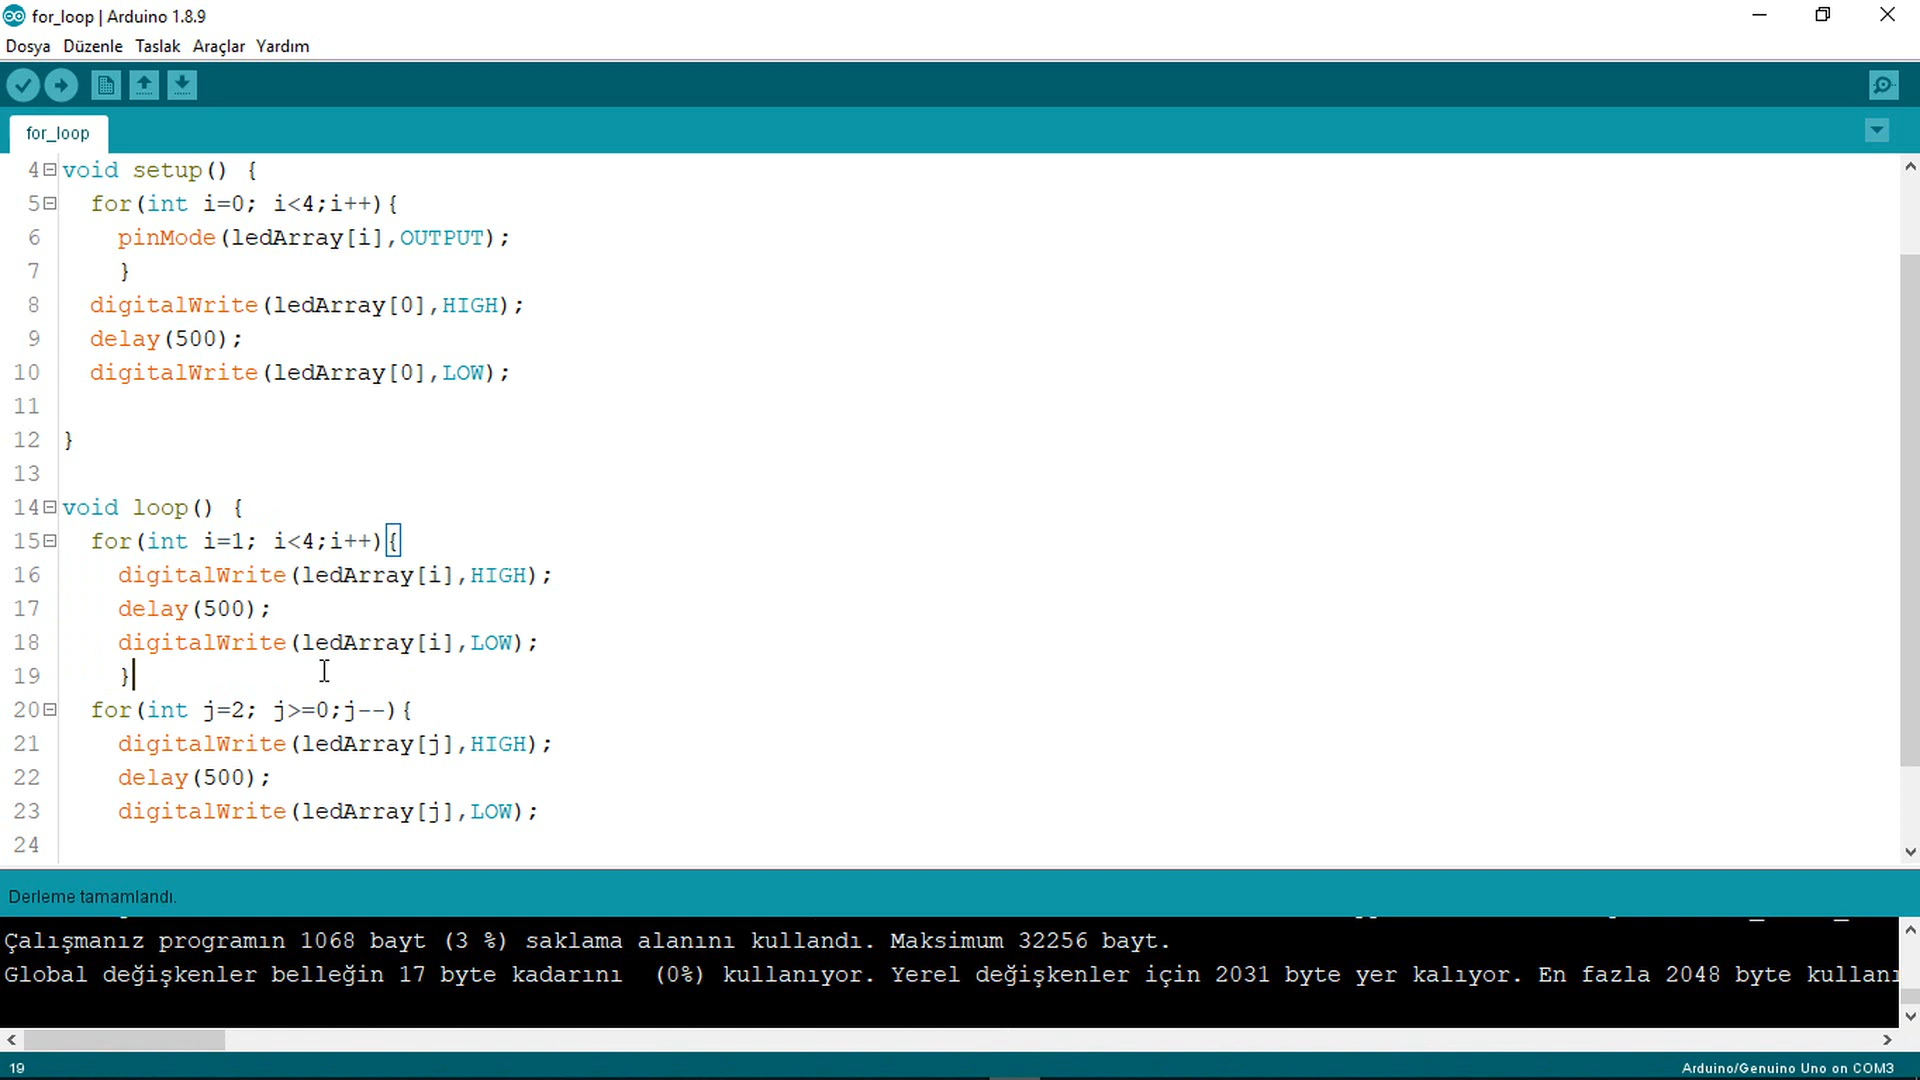 for_loop | Arduino 1.8.9
Dosya Düzenle Taslak Araçlar Yardım
for_loop
4 void setup() {
5 for(int i=0; i<4;i++){
6 pinMode(ledArray[i],OUTPUT);
7 }
8 digitalWrite(ledArray[0],HIGH);
9 delay(500);
10 digitalWrite(ledArray[0],LOW);
11
12 }
13
14 void loop() {
15 for(int i=1; i<4;i++){
16 digitalWrite(ledArray[i],HIGH);
17 delay(500);
18 digitalWrite(ledArray[i],LOW);
19 }
20 for(int j=2; j>=0;j--){
21 digitalWrite(ledArray[j],HIGH);
22 delay(500);
23 digitalWrite(ledArray[j],LOW);
24
Derleme tamamlandı.
Çalışmanız programın 1068 bayt (3 %) saklama alanını kullandı. Maksimum 32256 bayt.
Global değişkenler belleğin 17 byte kadarını (0%) kullanıyor. Yerel değişkenler için 2031 byte yer kalıyor. En fazla 2048 byte
19
Arduino/Genuino Uno on COM3